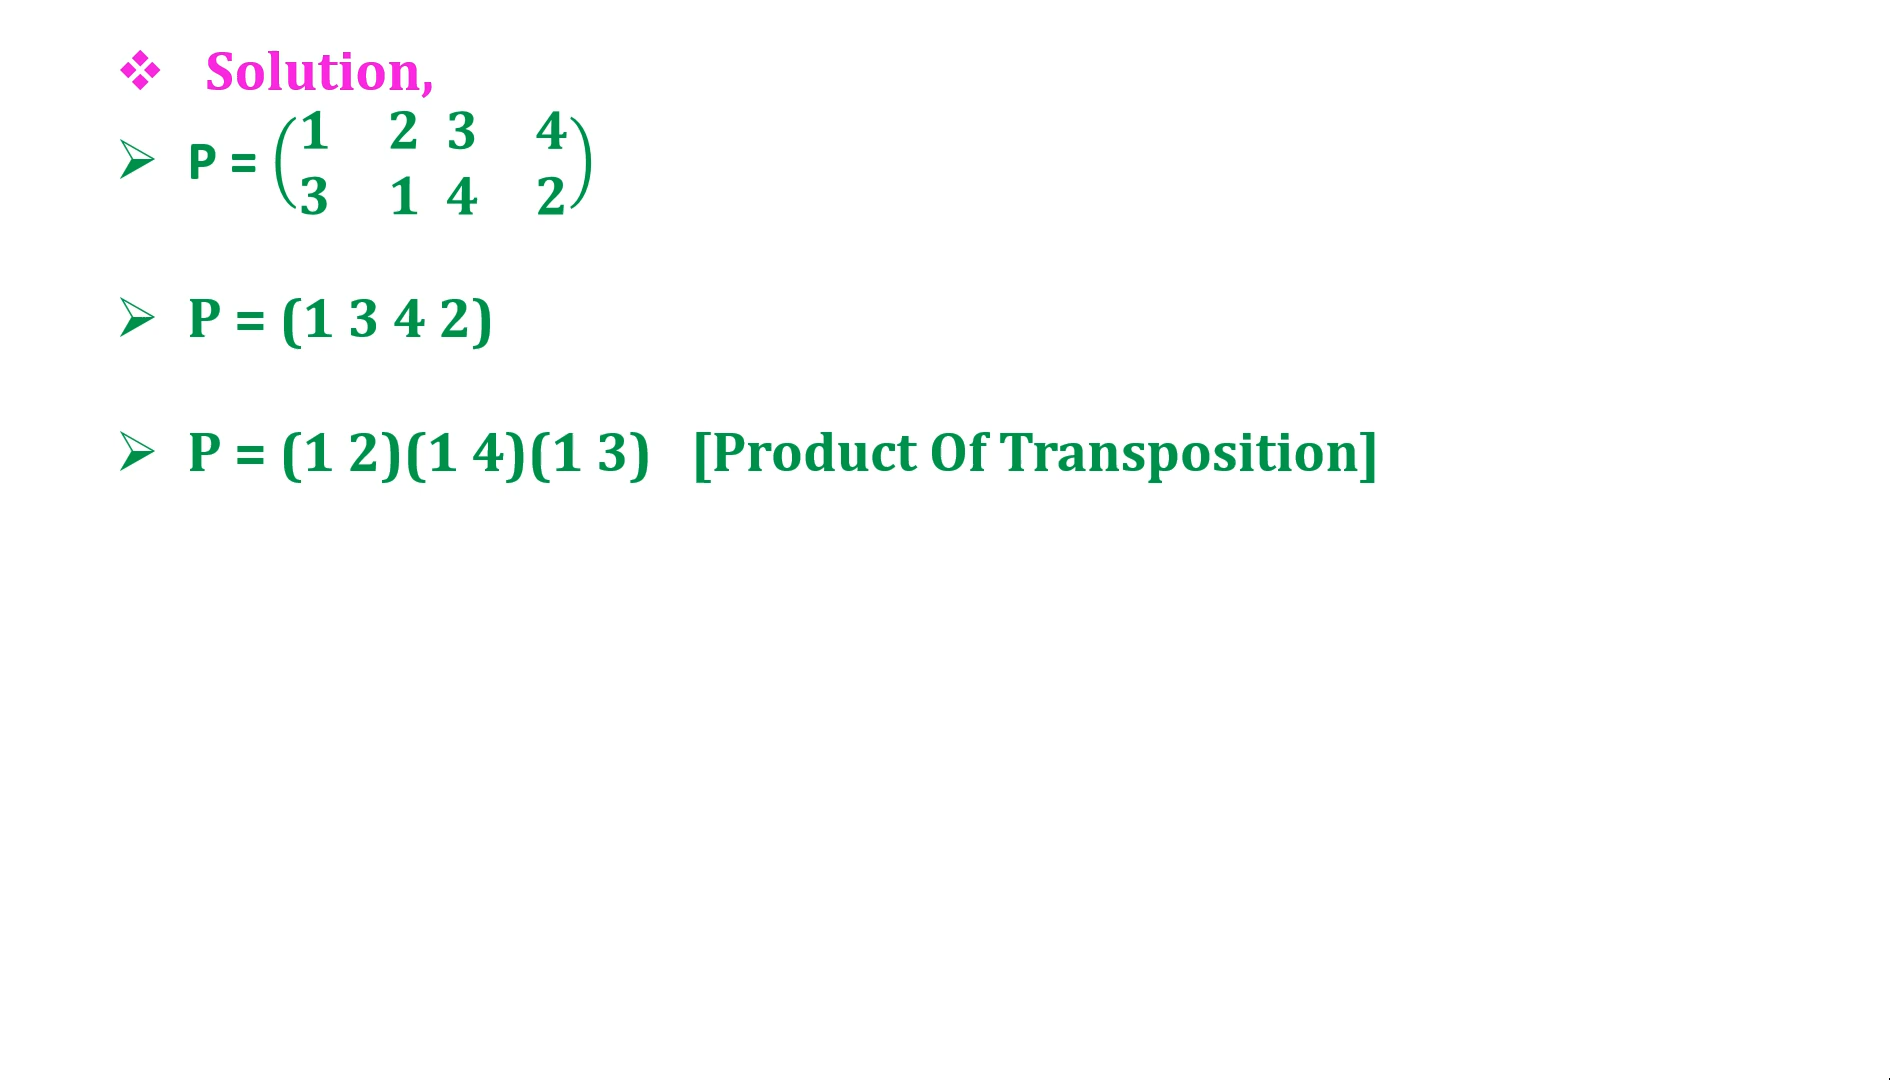 ❖ Solution,
1 2 3 4
➢ P = ( )
3 1 4 2
➢ P = (1 3 4 2)
➢ P = (1 2)(1 4)(1 3) [Product Of Transposition]